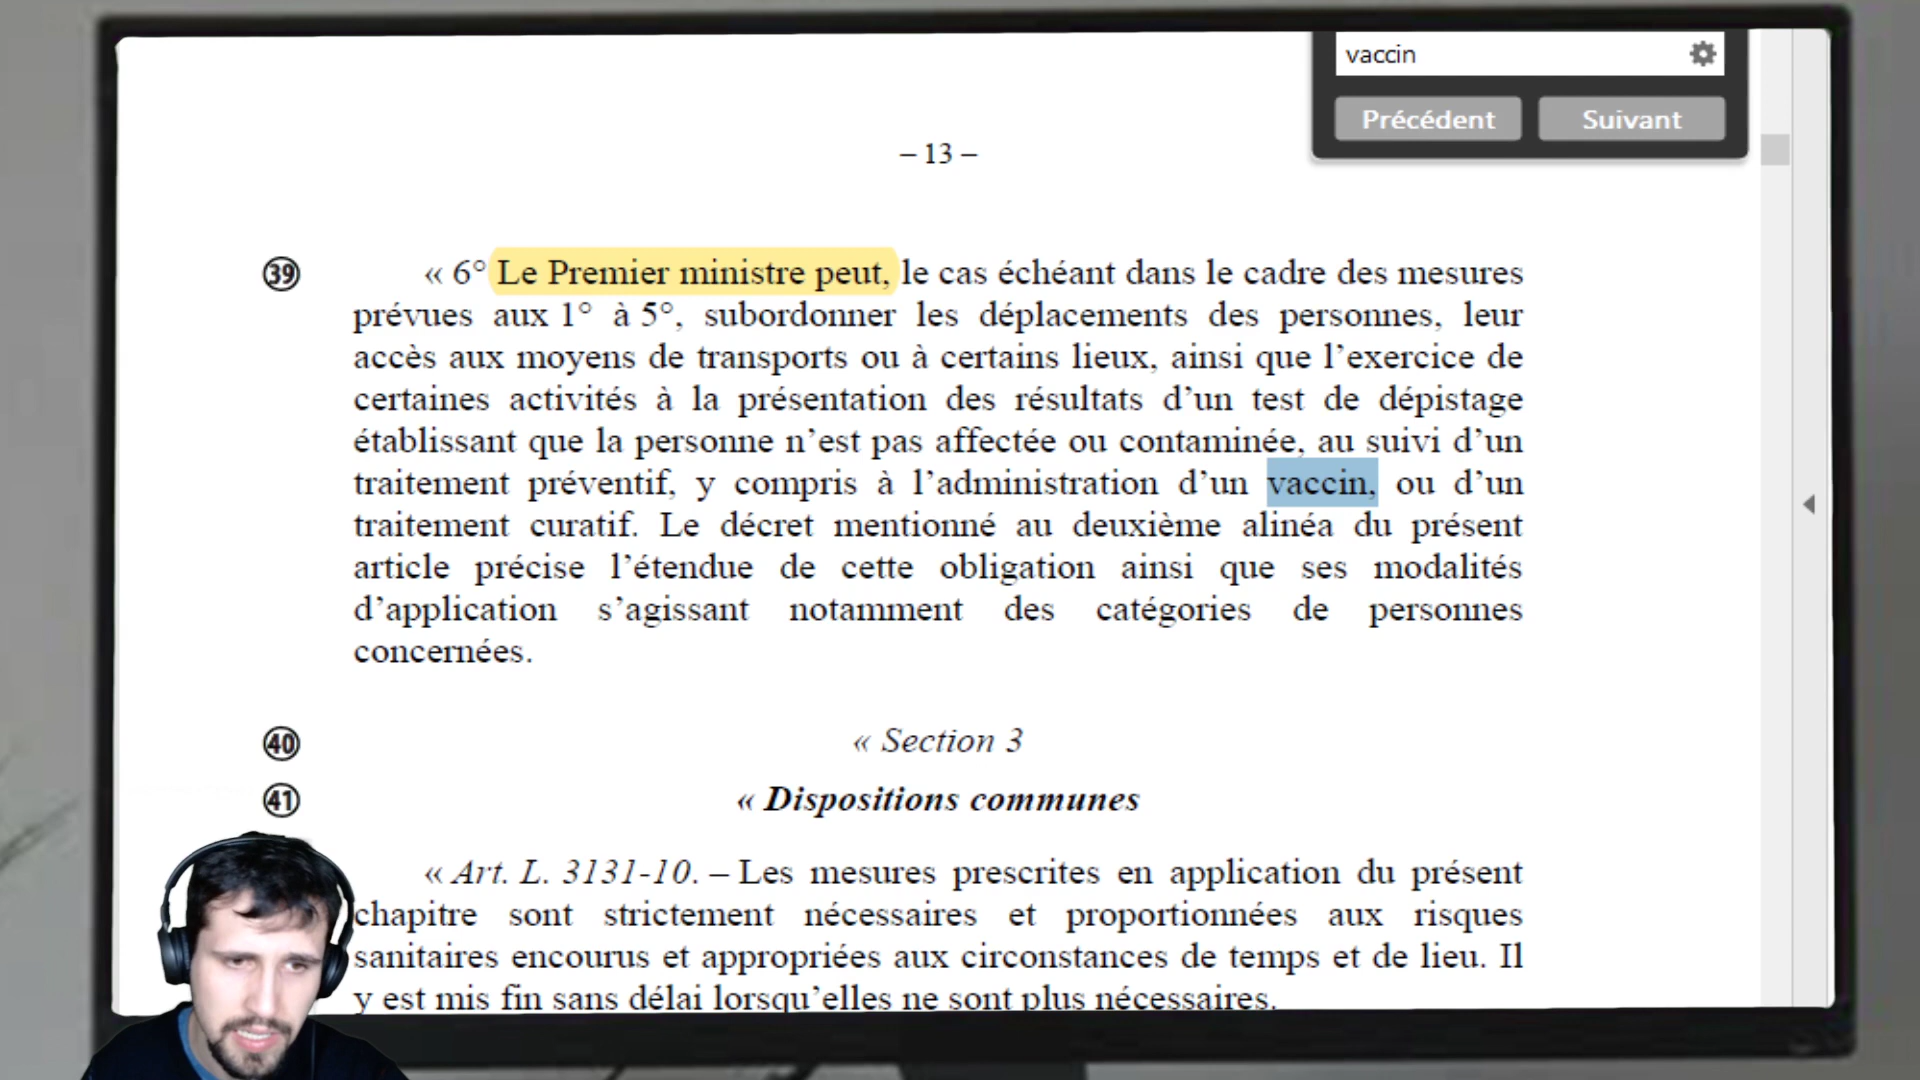 vaccin
Précédent Suivant
– 13 –
39 « 6° Le Premier ministre peut, le cas échéant dans le cadre des mesures
prévues aux 1° à 5°, subordonner les déplacements des personnes, leur
accès aux moyens de transports ou à certains lieux, ainsi que l’exercice de
certaines activités à la présentation des résultats d’un test de dépistage
établissant que la personne n’est pas affectée ou contaminée, au suivi d’un
traitement préventif, y compris à l’administration d’un vaccin, ou d’un
traitement curatif. Le décret mentionné au deuxième alinéa du présent
article précise l’étendue de cette obligation ainsi que ses modalités
d’application s’agissant notamment des catégories de personnes
concernées.
40 « Section 3
41 « Dispositions communes
« Art. L. 3131-10. – Les mesures prescrites en application du présent
chapitre sont strictement nécessaires et proportionnées aux risques
sanitaires encourus et appropriées aux circonstances de temps et de lieu. Il
y est mis fin sans délai lorsqu’elles ne sont plus nécessaires.